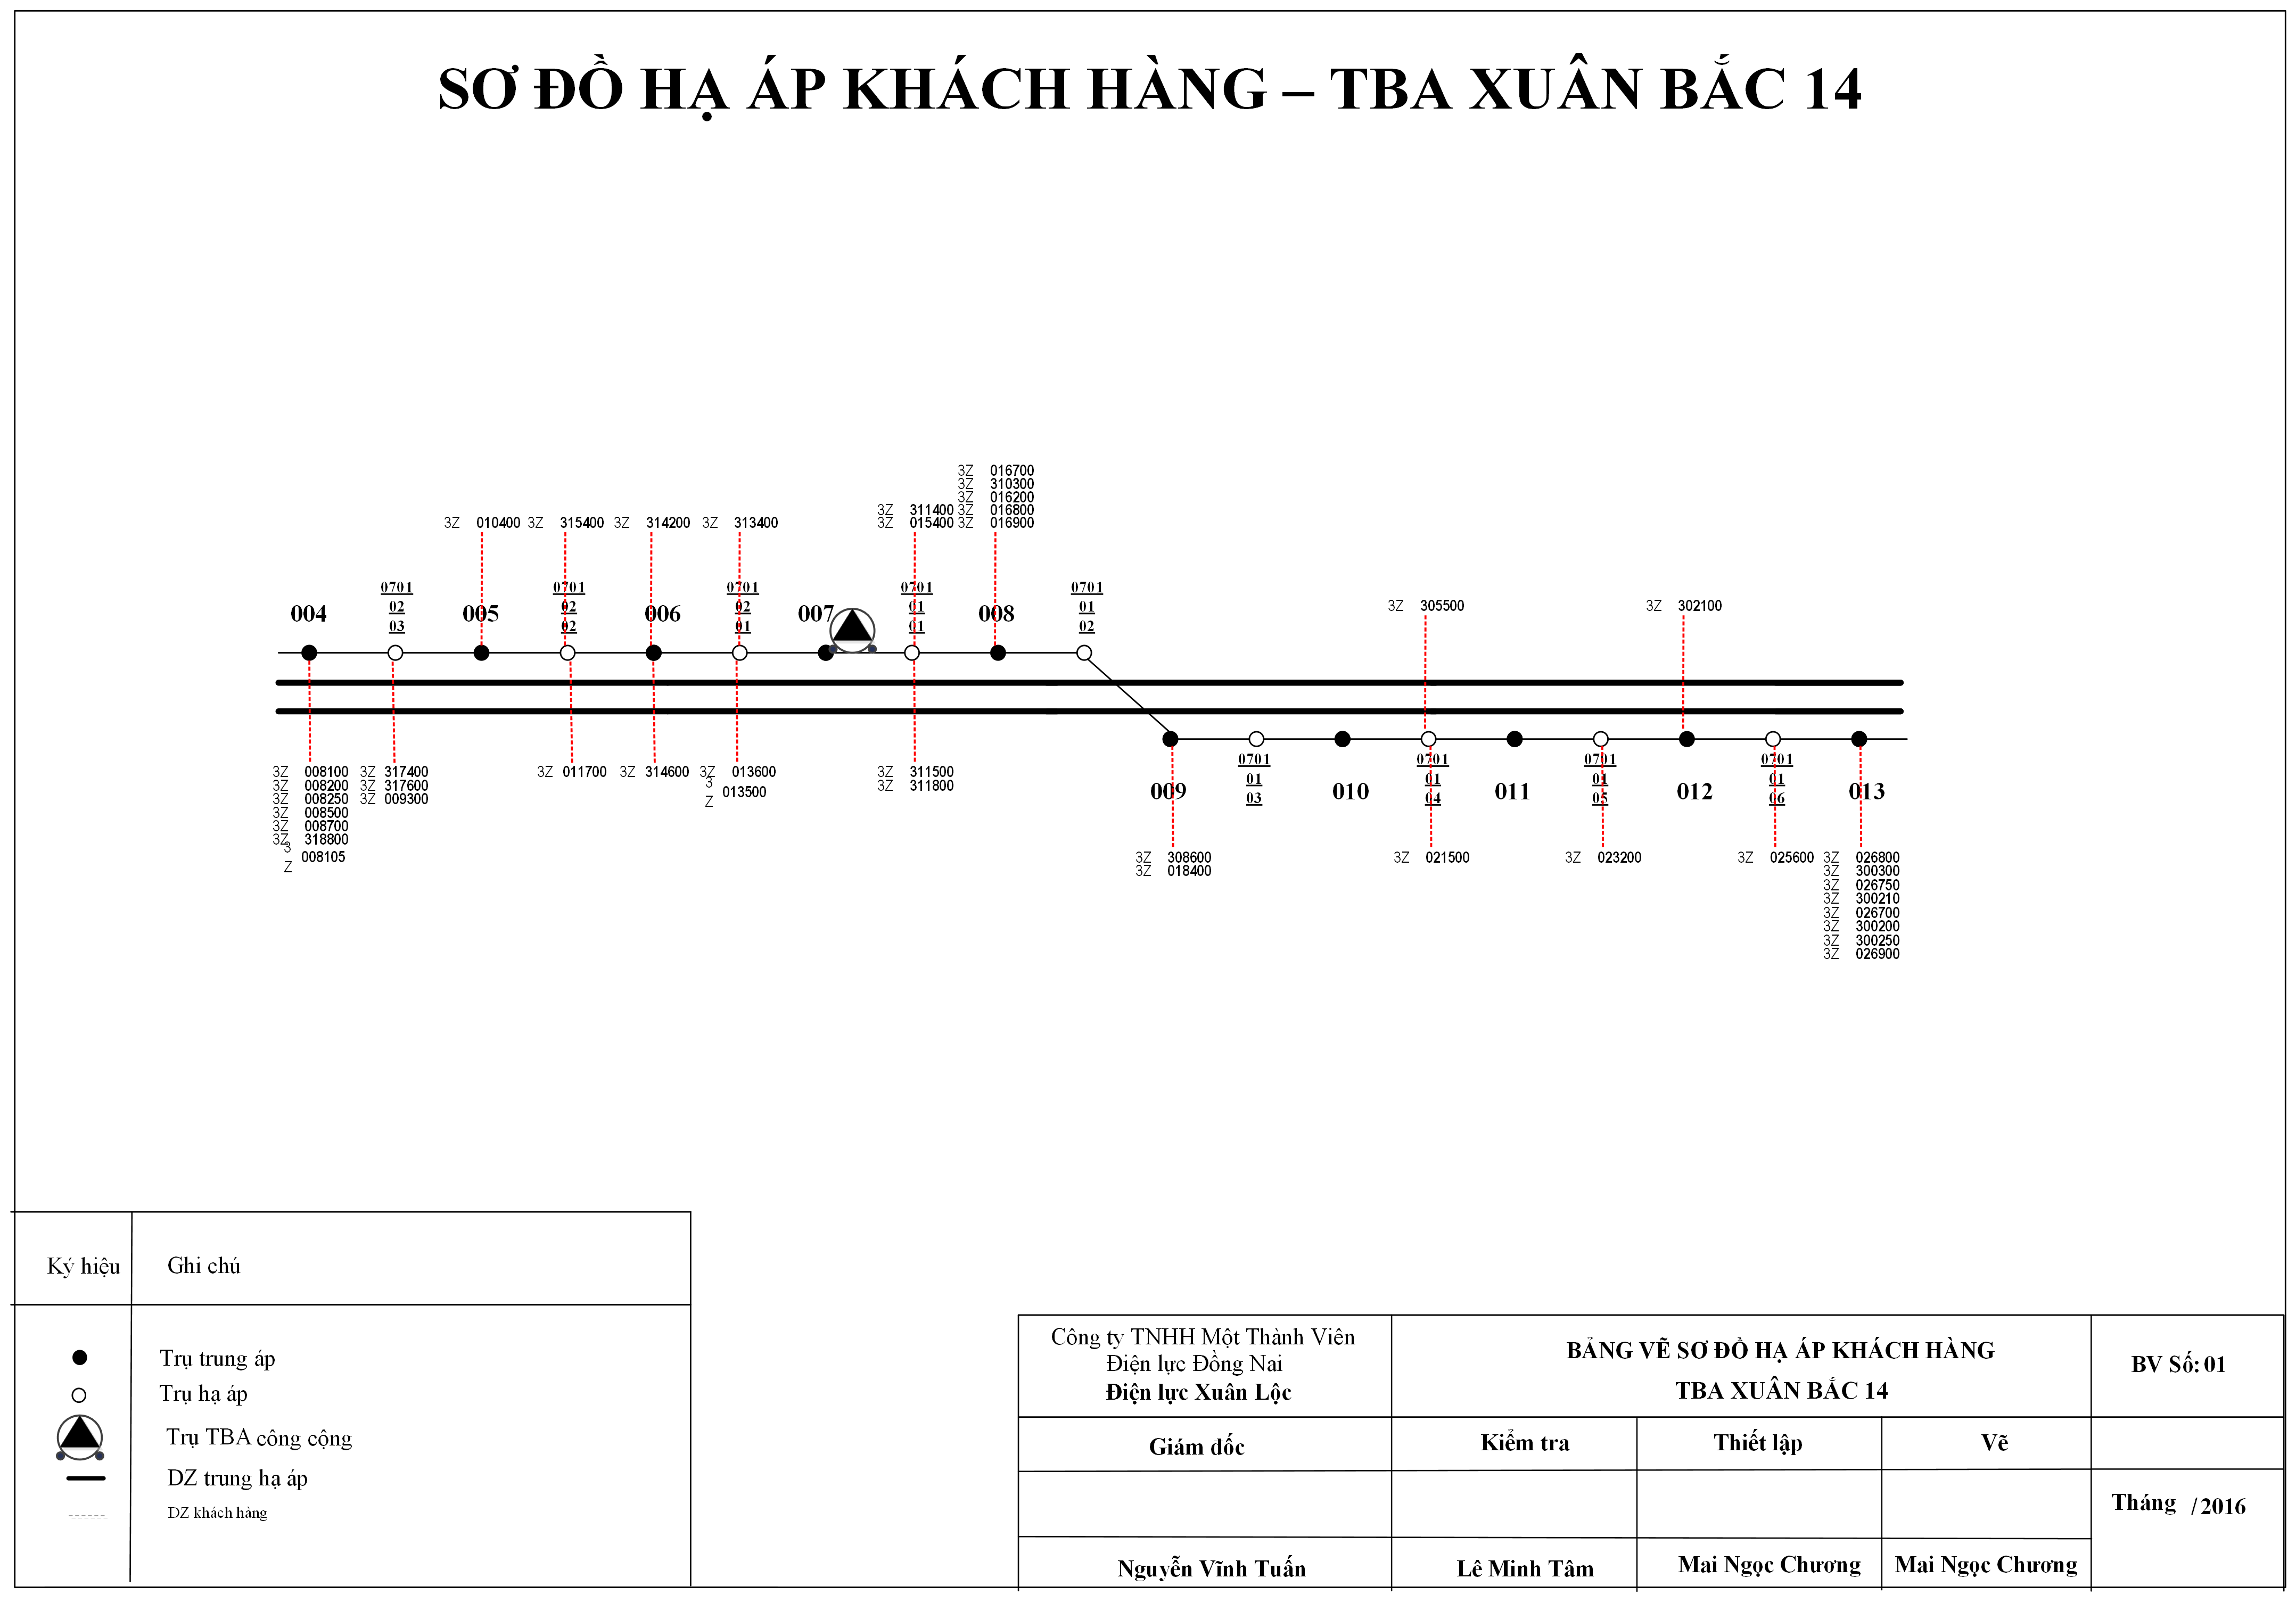 SƠ ĐỒ HẠ ÁP KHÁCH HÀNG – TBA XUÂN BẮC 14
3Z 016700
3Z 310300
3Z 016200
3Z 311400 3Z 016800
3Z 010400 3Z 315400 3Z 314200 3Z 313400 3Z 015400 3Z 016900
0701 0701 0701 0701 0701
02 02 02 01 01
03 02 01 01 02
004 005 006 007 008
3Z 305500 3Z 302100
3Z 008100 3Z 317400 3Z 011700 3Z 314600 3Z 013600 3Z 311500
3Z 008200 3Z 317600 3Z 013500 3Z 311800
3Z 008250 3Z 009300
3Z 008500
3Z 008700
3Z 318800
3Z 008105
0701 0701 0701 0701
01 01 01 01
03 04 05 06
009 010 011 012 013
3Z 308600 3Z 021500 3Z 023200 3Z 025600 3Z 026800
3Z 018400 3Z 300300
3Z 026750
3Z 300210
3Z 026700
3Z 300200
3Z 300250
3Z 026900
Ký hiệu Ghi chú
Trụ trung áp
Trụ hạ áp
Trụ TBA công cộng
DZ trung hạ áp
DZ khách hàng
Công ty TNHH Một Thành Viên
Điện lực Đồng Nai
Điện lực Xuân Lộc
BẢNG VẼ SƠ ĐỒ HẠ ÁP KHÁCH HÀNG
TBA XUÂN BẮC 14
BV Số: 01
Giám đốc Kiểm tra Thiết lập Vẽ
Tháng /2016
Nguyễn Vĩnh Tuấn Lê Minh Tâm Mai Ngọc Chương Mai Ngọc Chương